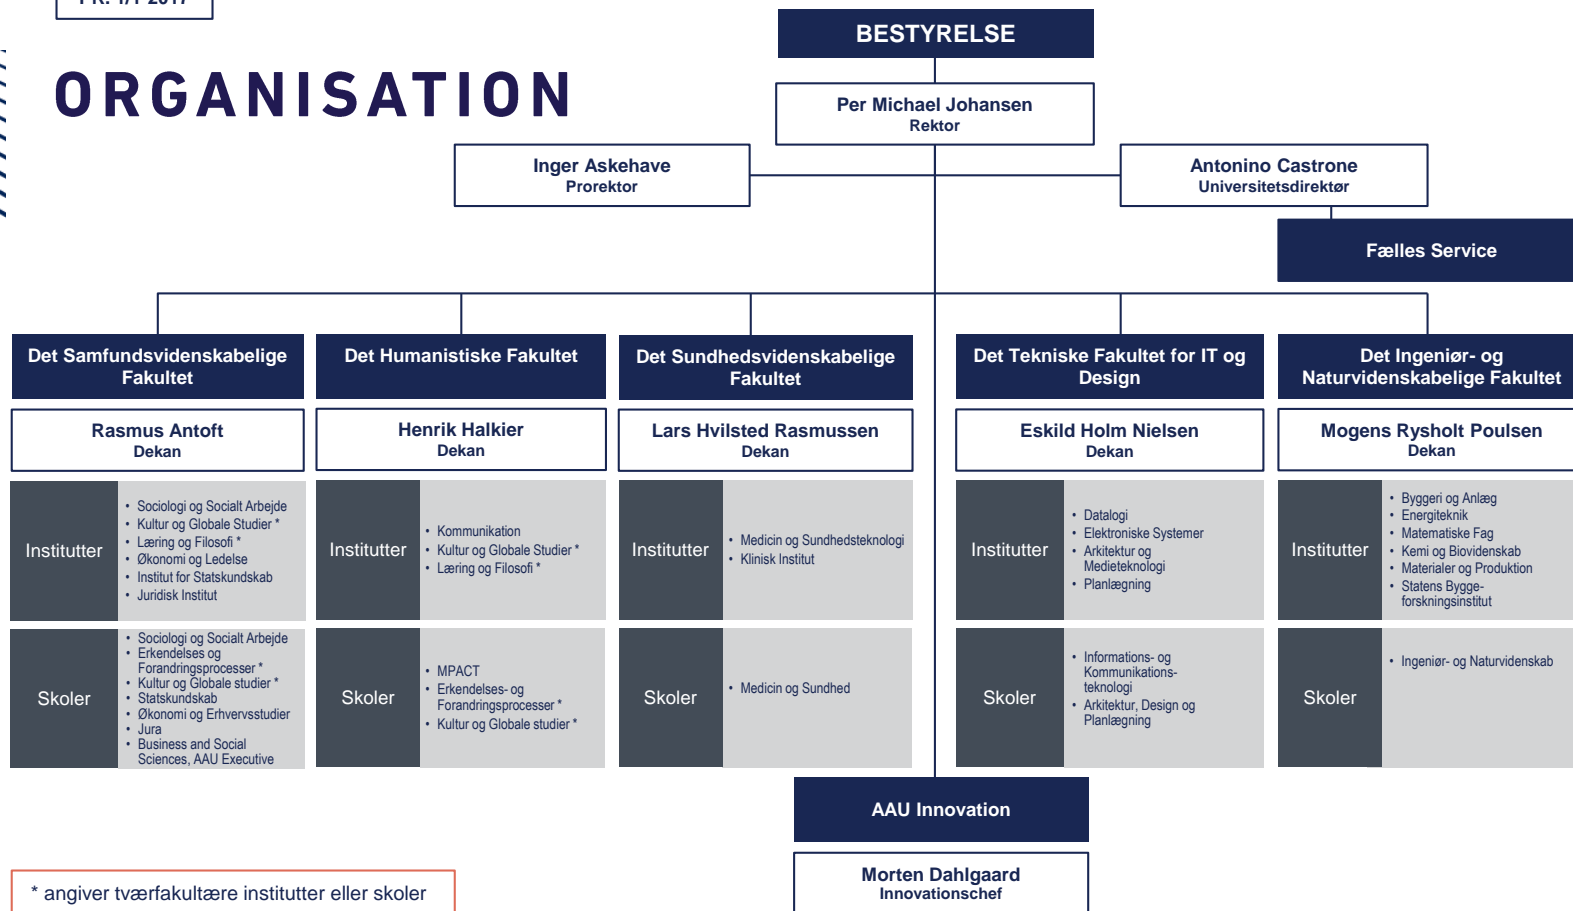 PR. 1/1 2017
ORGANISATION
BESTYRELSE
Per Michael Johansen
Rektor
Inger Askehave
Prorektor
Antonino Castrone
Universitetsdirektør
Fælles Service
Det Samfundsvidenskabelige
Fakultet
Rasmus Antoft
Dekan
Institutter
• Sociologi og Socialt Arbejde
• Kultur og Globale Studier *
• Læring og Filosofi *
• Økonomi og Ledelse
• Institut for Statskundskab
• Juridisk Institut
Skoler
• Sociologi og Socialt Arbejde
• Erkendelses og
Forandringsprocesser *
• Kultur og Globale studier *
• Statskundskab
• Økonomi og Erhvervsstudier
• Jura
• Business and Social
Sciences, AAU Executive
Det Humanistiske Fakultet
Henrik Halkier
Dekan
Institutter
• Kommunikation
• Kultur og Globale Studier *
• Læring og Filosofi *
Skoler
• MPACT
• Erkendelses- og
Forandringsprocesser *
• Kultur og Globale studier *
Det Sundhedsvidenskabelige
Fakultet
Lars Hvilsted Rasmussen
Dekan
Institutter
• Medicin og Sundhedsteknologi
• Klinisk Institut
Skoler
• Medicin og Sundhed
Det Tekniske Fakultet for IT og
Design
Eskild Holm Nielsen
Dekan
Institutter
• Datalogi
• Elektroniske Systemer
• Arkitektur og
Medieteknologi
• Planlægning
Skoler
• Informations- og
Kommunikations-
teknologi
• Arkitektur, Design og
Planlægning
Det Ingeniør- og
Naturvidenskabelige Fakultet
Mogens Rysholt Poulsen
Dekan
Institutter
• Byggeri og Anlæg
• Energiteknik
• Matematiske Fag
• Kemi og Biovidenskab
• Materialer og Produktion
• Statens Bygge-
forskningsinstitut
Skoler
• Ingeniør- og Naturvidenskab
AAU Innovation
Morten Dahlgaard
Innovationschef
* angiver tværfakultære institutter eller skoler